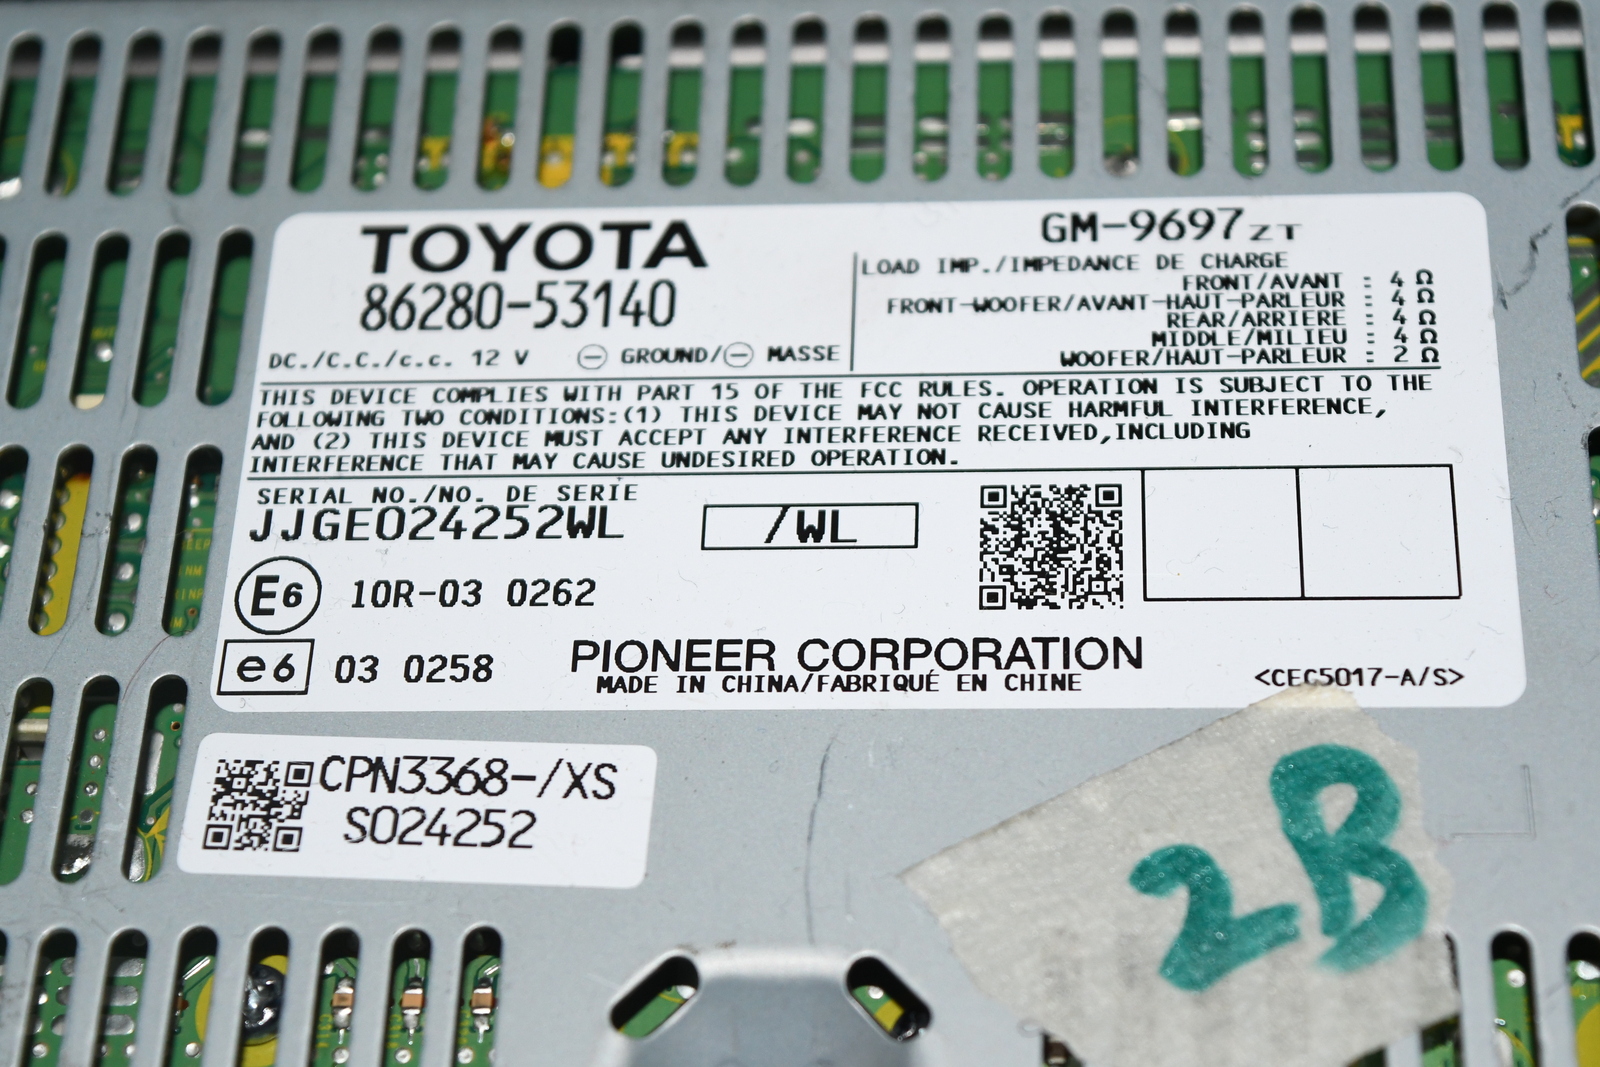 TOYOTA
86280-53140
DC./C.C./c.c. 12 V ⊖ GROUND/⊖ MASSE
GM-9697ZT
LOAD IMP./IMPEDANCE DE CHARGE
FRONT/AVANT : 4 Ω
FRONT-WOOFER/AVANT-HAUT-PARLEUR : 4 Ω
REAR/ARRIERE : 4 Ω
MIDDLE/MILIEU : 4 Ω
WOOFER/HAUT-PARLEUR : 2 Ω
THIS DEVICE COMPLIES WITH PART 15 OF THE FCC RULES. OPERATION IS SUBJECT TO THE
FOLLOWING TWO CONDITIONS:(1) THIS DEVICE MAY NOT CAUSE HARMFUL INTERFERENCE,
AND (2) THIS DEVICE MUST ACCEPT ANY INTERFERENCE RECEIVED,INCLUDING
INTERFERENCE THAT MAY CAUSE UNDESIRED OPERATION.
SERIAL NO./NO. DE SERIE
JJGE024252WL
/WL
E6 10R-03 0262
e6 03 0258
PIONEER CORPORATION
MADE IN CHINA/FABRIQUÉ EN CHINE
<CEC5017-A/S>
CPN3368-/XS
S024252
2B